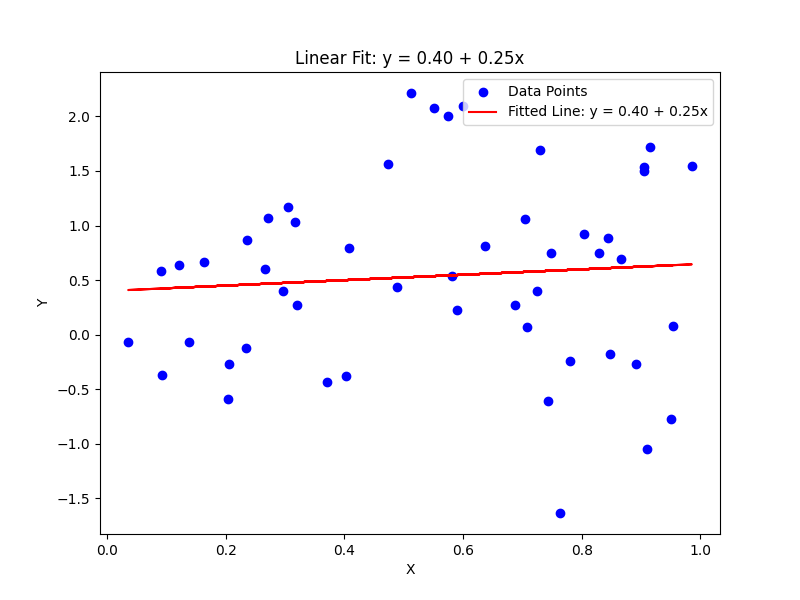 Linear Fit: y = 0.40 + 0.25x
Data Points
Fitted Line: y = 0.40 + 0.25x
2.0
1.5
1.0
0.5
0.0
−0.5
−1.0
−1.5
Y
0.0 0.2 0.4 0.6 0.8 1.0
X